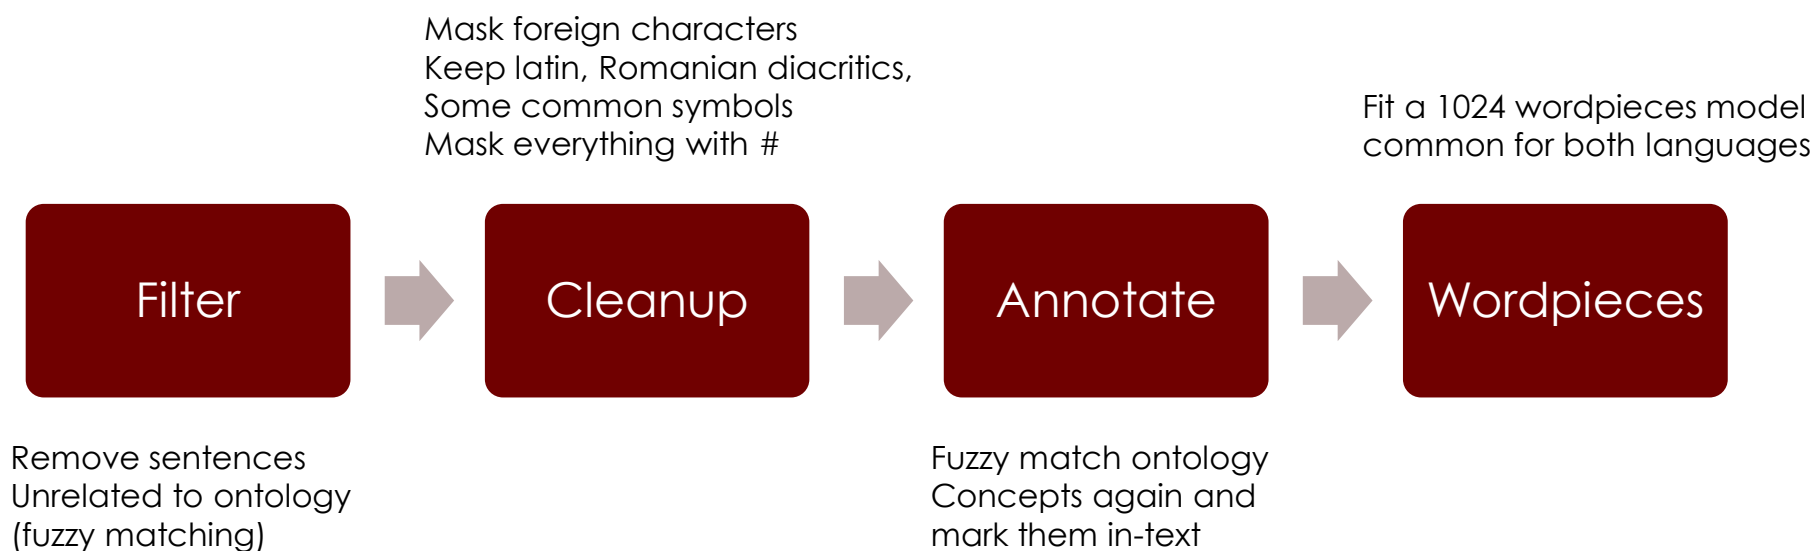 Mask foreign characters
Keep latin, Romanian diacritics,
Some common symbols
Mask everything with #
Fit a 1024 wordpieces model
common for both languages
Filter
Cleanup
Annotate
Wordpieces
Remove sentences
Unrelated to ontology
(fuzzy matching)
Fuzzy match ontology
Concepts again and
mark them in-text